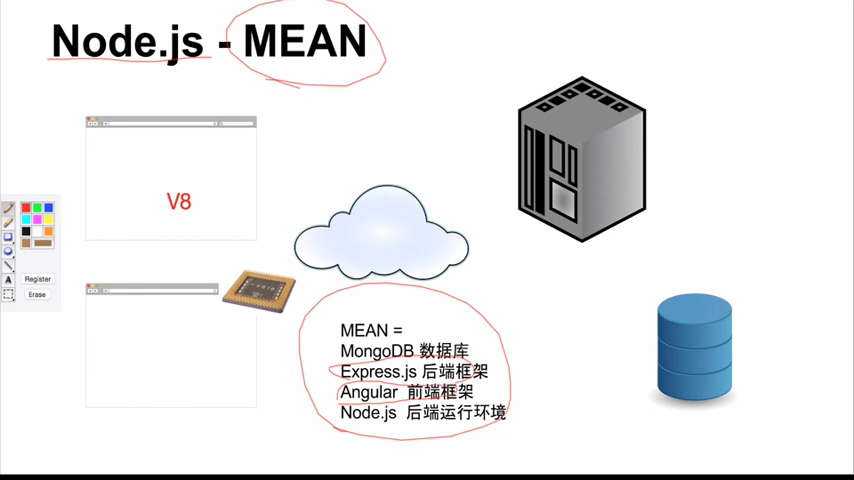 Node.js - MEAN
V8
A
Register
Erase
MEAN =
MongoDB 数据库
Express.js 后端框架
Angular 前端框架
Node.js 后端运行环境